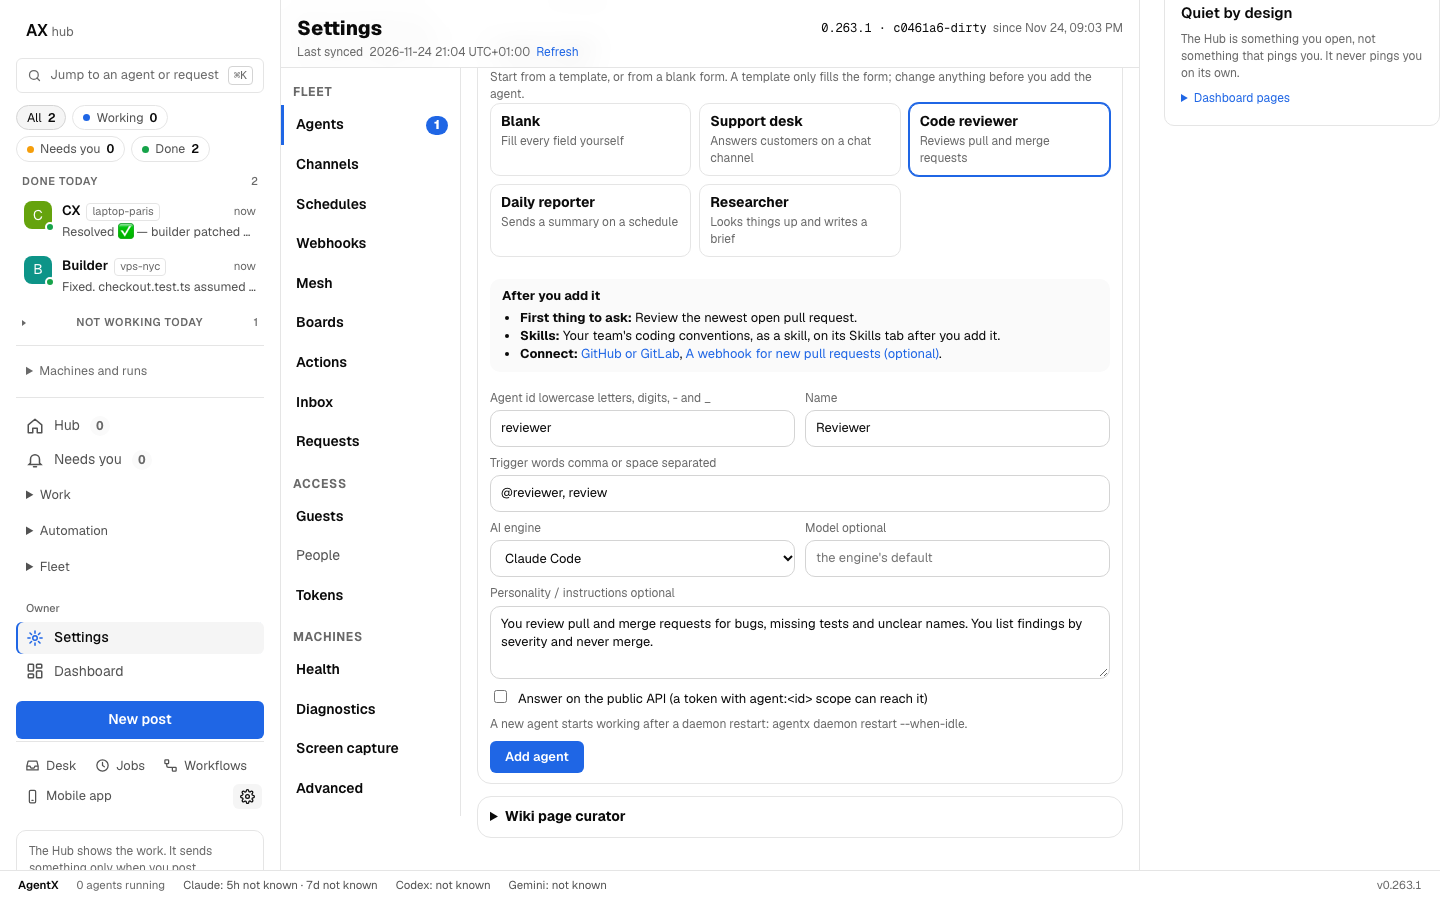 AX hub
Jump to an agent or request ⌘K
All 2
Working 0
Needs you 0
Done 2
DONE TODAY 2
C
CX laptop-paris now
Resolved ✅ — builder patched ...
B
Builder vps-nyc now
Fixed. checkout.test.ts assumed ...
NOT WORKING TODAY 1
Machines and runs
Hub 0
Needs you 0
Work
Automation
Fleet
Owner
Settings
Dashboard
New post
Desk
Jobs
Workflows
Mobile app
The Hub shows the work. It sends
something only when you post
Settings
Last synced 2026-11-24 21:04 UTC+01:00 Refresh
0.263.1 · c0461a6-dirty since Nov 24, 09:03 PM
FLEET
Agents 1
Channels
Schedules
Webhooks
Mesh
Boards
Actions
Inbox
Requests
ACCESS
Guests
People
Tokens
MACHINES
Health
Diagnostics
Screen capture
Advanced
Start from a template, or from a blank form. A template only fills the form; change anything before you add the
agent.
Blank
Fill every field yourself
Support desk
Answers customers on a chat
channel
Code reviewer
Reviews pull and merge
requests
Daily reporter
Sends a summary on a schedule
Researcher
Looks things up and writes a
brief
After you add it
• First thing to ask: Review the newest open pull request.
• Skills: Your team's coding conventions, as a skill, on its Skills tab after you add it.
• Connect: GitHub or GitLab, A webhook for new pull requests (optional).
Agent id lowercase letters, digits, - and _
reviewer
Name
Reviewer
Trigger words comma or space separated
@reviewer, review
AI engine
Claude Code
Model optional
the engine's default
Personality / instructions optional
You review pull and merge requests for bugs, missing tests and unclear names. You list findings by
severity and never merge.
Answer on the public API (a token with agent:<id> scope can reach it)
A new agent starts working after a daemon restart: agentx daemon restart --when-idle.
Add agent
Wiki page curator
Quiet by design
The Hub is something you open, not
something that pings you. It never pings you
on its own.
Dashboard pages
AgentX
0 agents running
Claude: 5h not known · 7d not known
Codex: not known
Gemini: not known
v0.263.1